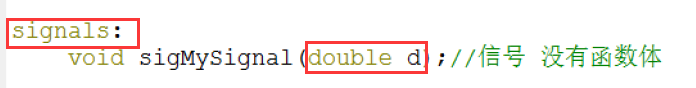 signals:
void sigMySignal(double d);//信号 没有函数体